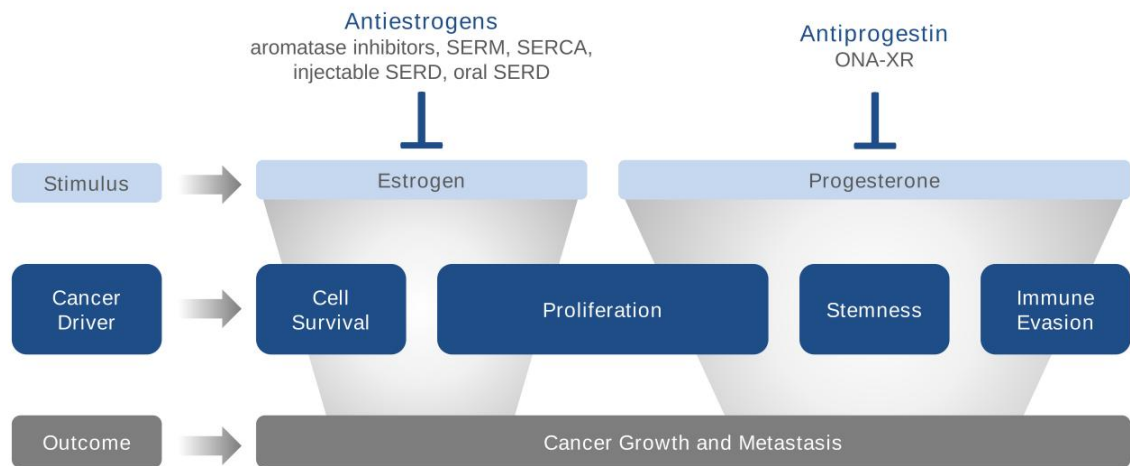 Antiestrogens
aromatase inhibitors, SERM, SERCA,
injectable SERD, oral SERD
Antiprogestin
ONA-XR
Stimulus
Estrogen
Progesterone
Cancer
Driver
Cell
Survival
Proliferation
Stemness
Immune
Evasion
Outcome
Cancer Growth and Metastasis